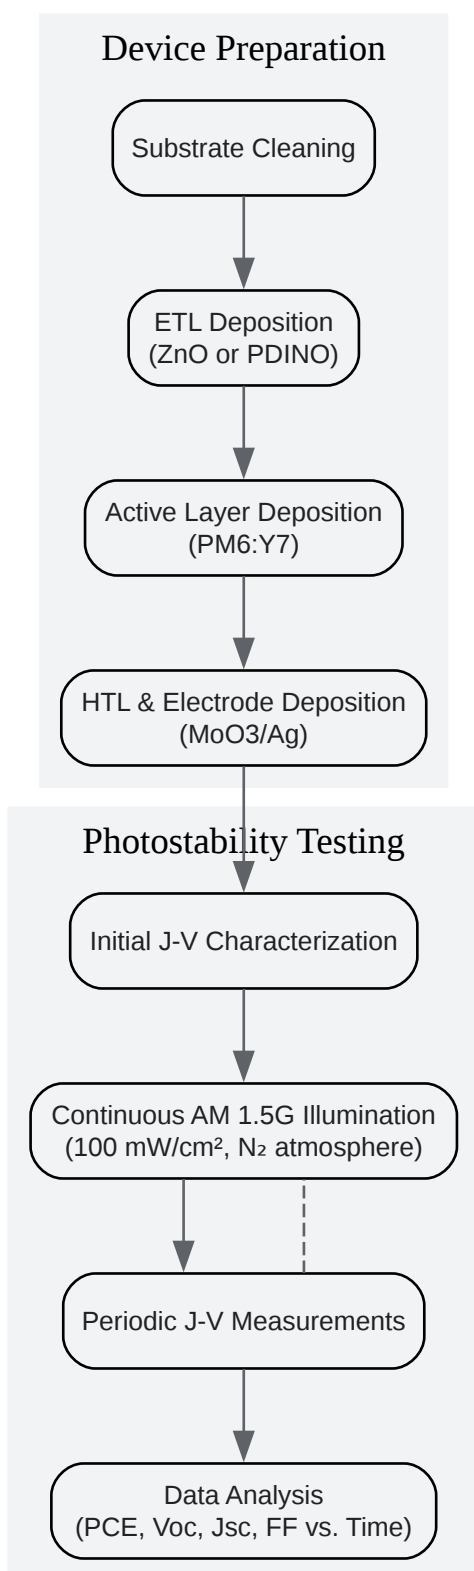 Device Preparation
Substrate Cleaning
ETL Deposition
(ZnO or PDINO)
Active Layer Deposition
(PM6:Y7)
HTL & Electrode Deposition
(MoO3/Ag)
Photostability Testing
Initial J-V Characterization
Continuous AM 1.5G Illumination
(100 mW/cm², N₂ atmosphere)
Periodic J-V Measurements
Data Analysis
(PCE, Voc, Jsc, FF vs. Time)